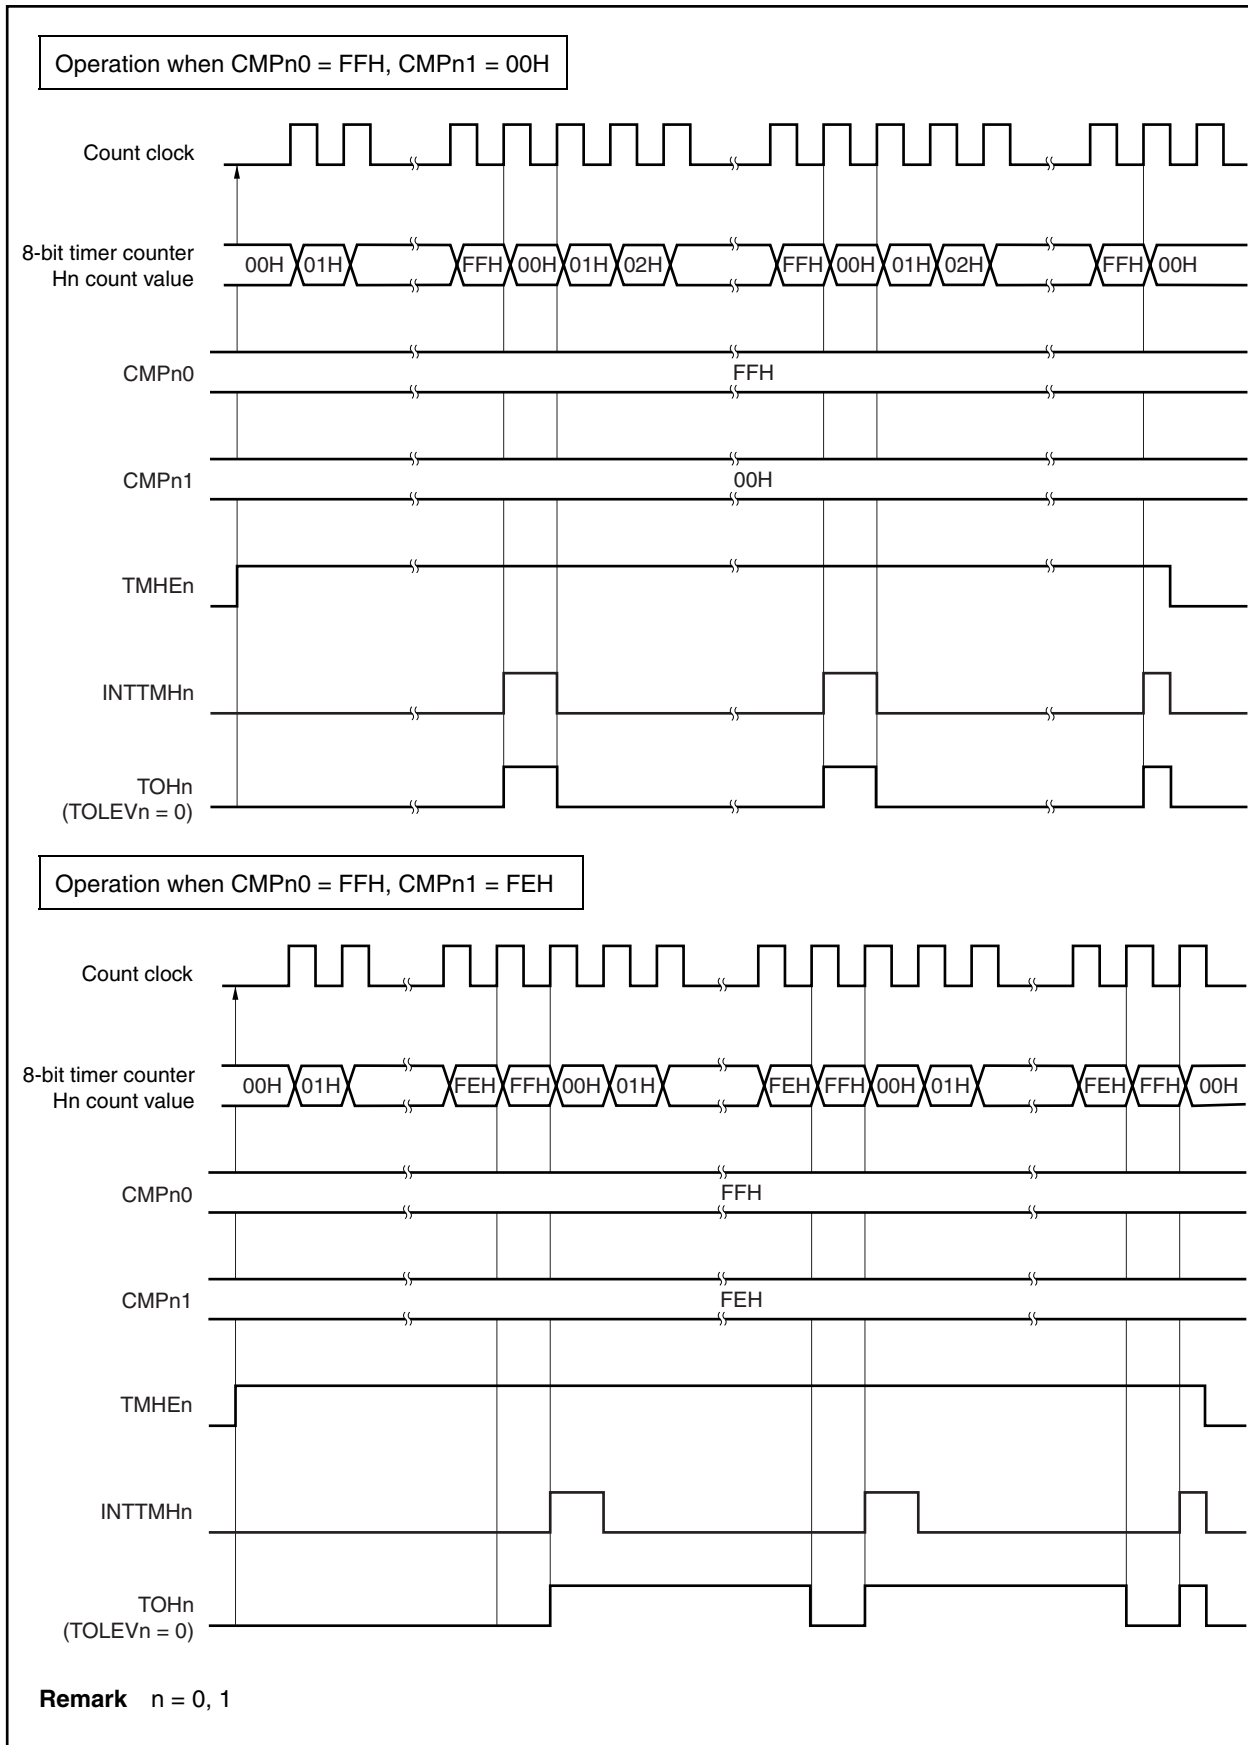 Operation when CMPn0 = FFH, CMPn1 = 00H
Count clock
8-bit timer counter
Hn count value
00H 01H FFH 00H 01H 02H FFH 00H 01H 02H FFH 00H
CMPn0 FFH
CMPn1 00H
TMHEn
INTTMHn
TOHn
(TOLEVn = 0)
Operation when CMPn0 = FFH, CMPn1 = FEH
Count clock
8-bit timer counter
Hn count value
00H 01H FEH FFH 00H 01H FEH FFH 00H 01H FEH FFH 00H
CMPn0 FFH
CMPn1 FEH
TMHEn
INTTMHn
TOHn
(TOLEVn = 0)
Remark n = 0, 1